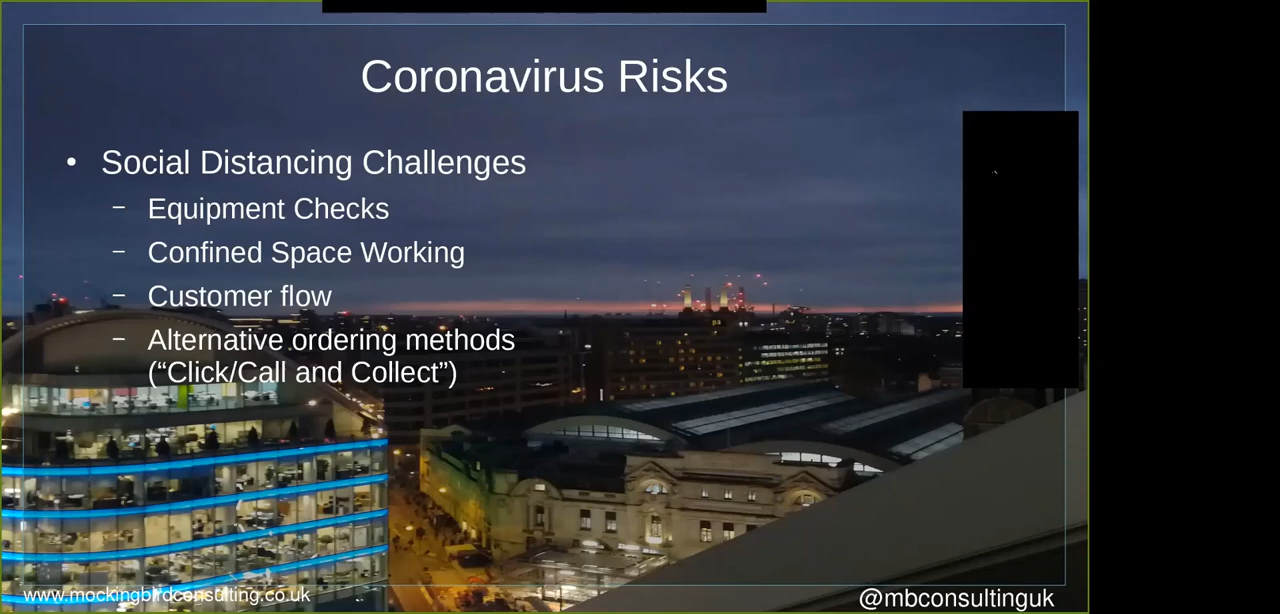 Coronavirus Risks
• Social Distancing Challenges
– Equipment Checks
– Confined Space Working
– Customer flow
– Alternative ordering methods
(“Click/Call and Collect”)
www.mockingbirdconsulting.co.uk
@mbconsultinguk